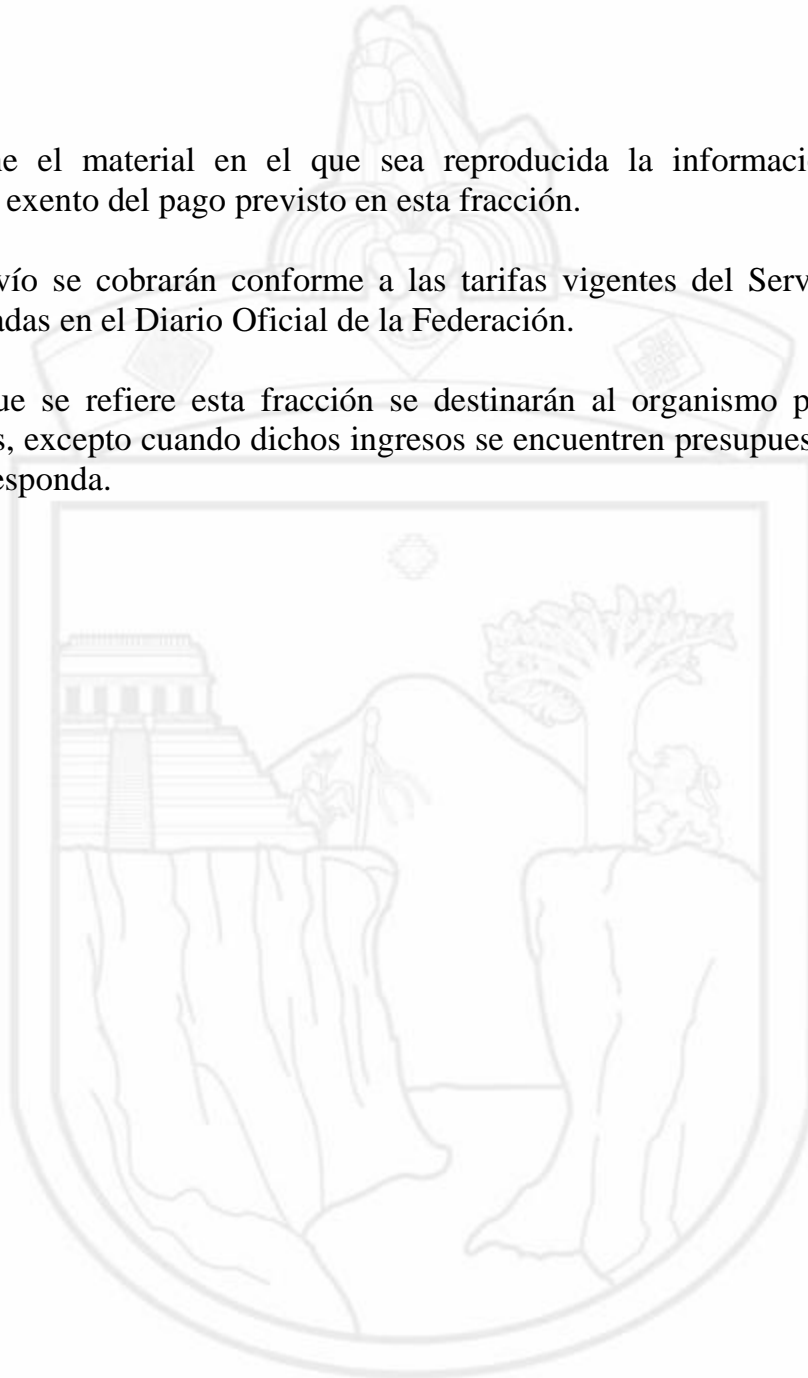 ne el material en el que sea reproducida la informaci
exento del pago previsto en esta fracción.
vío se cobrarán conforme a las tarifas vigentes del Serv
adas en el Diario Oficial de la Federación.
ue se refiere esta fracción se destinarán al organismo p
s, excepto cuando dichos ingresos se encuentren presupues
esponda.